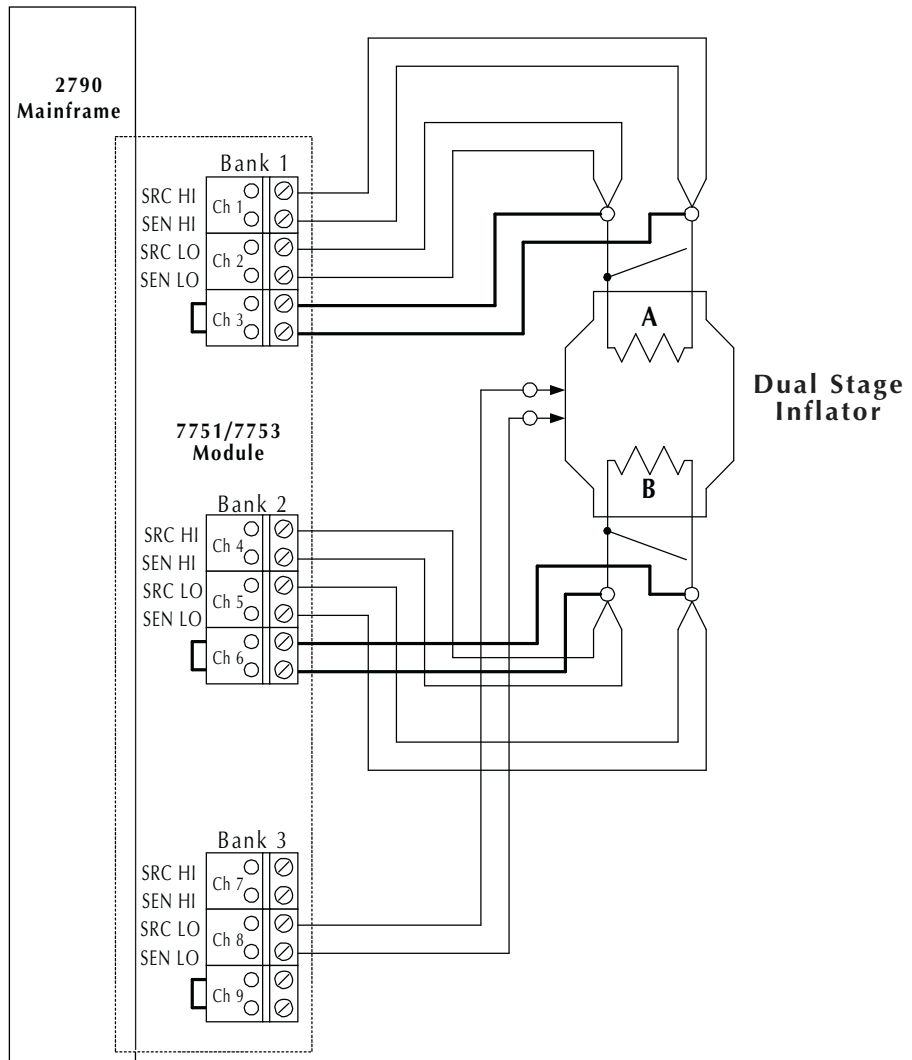 2790
Mainframe
Bank 1
SRC HI
SEN HI
Ch 1
SRC LO
SEN LO
Ch 2
Ch 3
A
Dual Stage
Inflator
7751/7753
Module
B
Bank 2
SRC HI
SEN HI
Ch 4
SRC LO
SEN LO
Ch 5
Ch 6
Bank 3
SRC HI
SEN HI
Ch 7
SRC LO
SEN LO
Ch 8
Ch 9